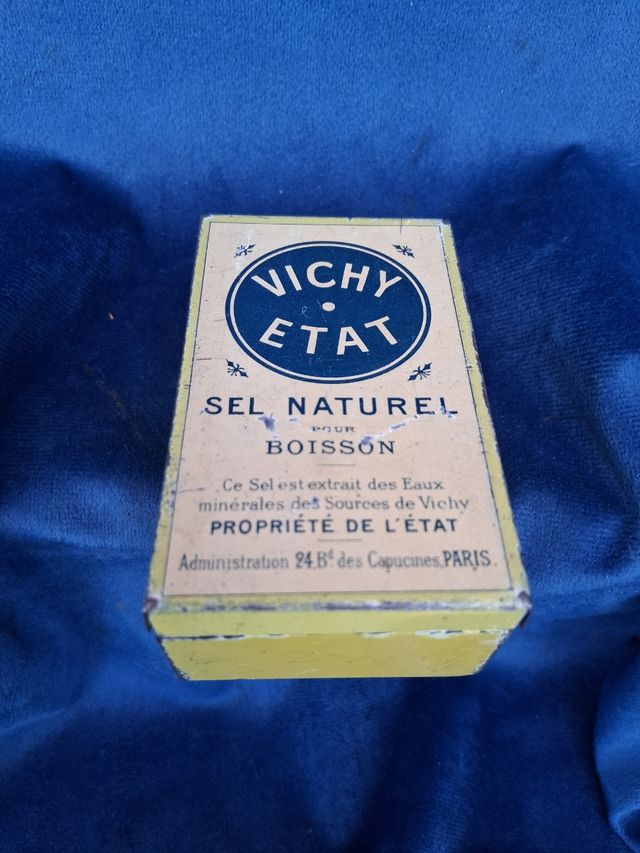 VICHY
ETAT
SEL NATUREL
POUR
BOISSON
Ce Sel est extrait des Eaux
minérales des Sources de Vichy
PROPRIÉTÉ DE L'ÉTAT
Administration 24, Bd des Capucines, PARIS.